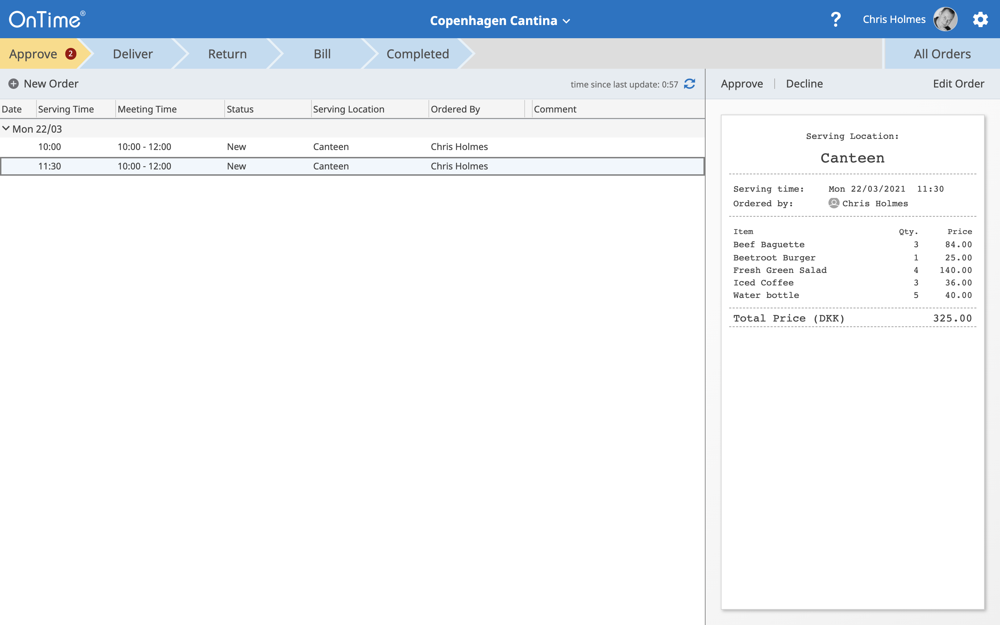 OnTime®
Copenhagen Cantina
? Chris Holmes
Approve 2 Deliver Return Bill Completed All Orders
New Order time since last update: 0:57
Approve Decline Edit Order
Date Serving Time Meeting Time Status Serving Location Ordered By Comment
Mon 22/03
10:00 10:00 - 12:00 New Canteen Chris Holmes
11:30 10:00 - 12:00 New Canteen Chris Holmes
Serving Location:
Canteen
Serving time: Mon 22/03/2021 11:30
Ordered by: Chris Holmes
Item Qty. Price
Beef Baguette 3 84.00
Beetroot Burger 1 25.00
Fresh Green Salad 4 140.00
Iced Coffee 3 36.00
Water bottle 5 40.00
Total Price (DKK) 325.00